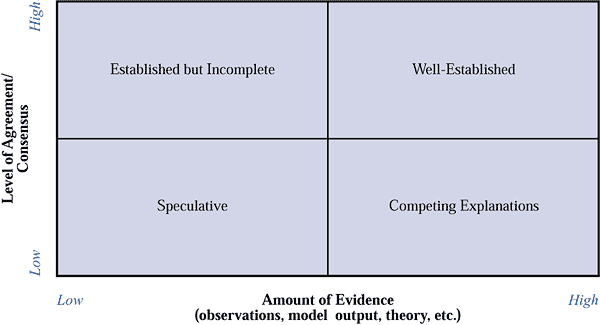 High
Established but Incomplete
Well-Established
Level of Agreement/
Consensus
Speculative
Competing Explanations
Low
Low
Amount of Evidence
High
(observations, model output, theory, etc.)